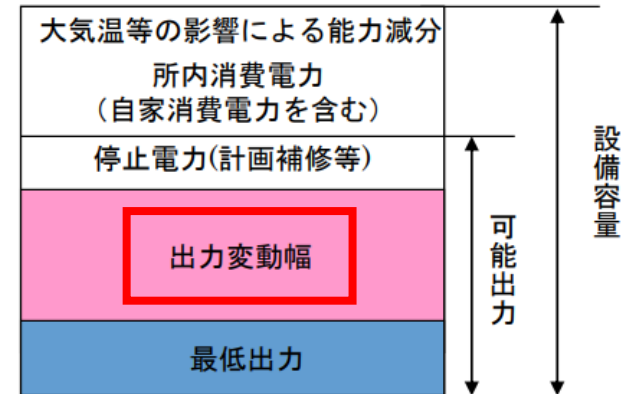 大気温等の影響による能力減分
所内消費電力
（自家消費電力を含む）
停止電力(計画補修等)
出力変動幅
最低出力
可能出力
設備容量